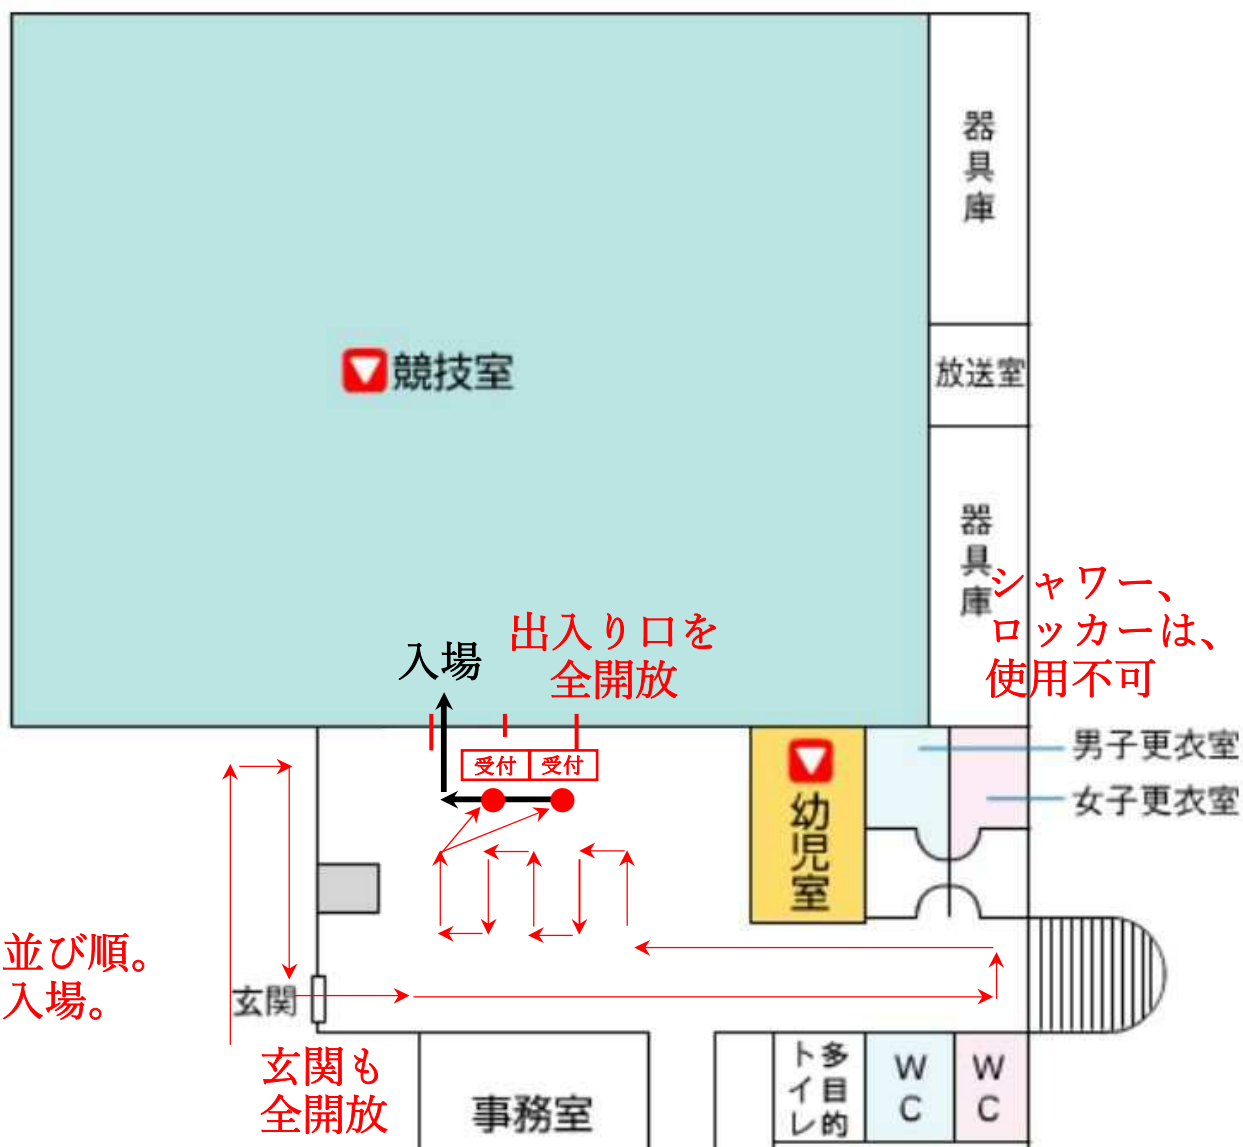 器具庫
競技室
放送室
器具庫
シャワー、
ロッカーは、
使用不可
出入り口を
全開放
入場
受付
受付
男子更衣室
女子更衣室
幼児室
並び順。
入場。
玄関
玄関も
全開放
事務室
多目的
トイレ
WC
WC